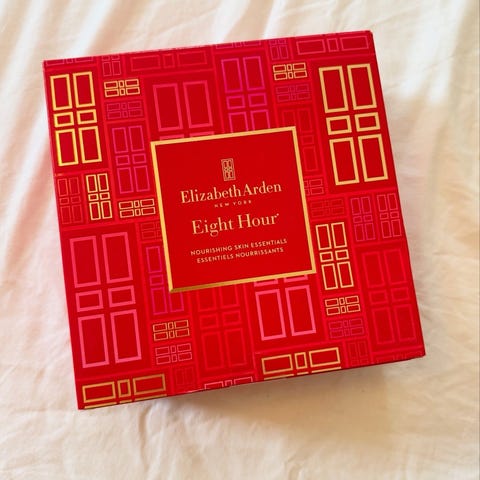 Elizabeth Arden
NEW YORK
Eight Hour®
NOURISHING SKIN ESSENTIALS
ESSENTIELS NOURRISSANTS